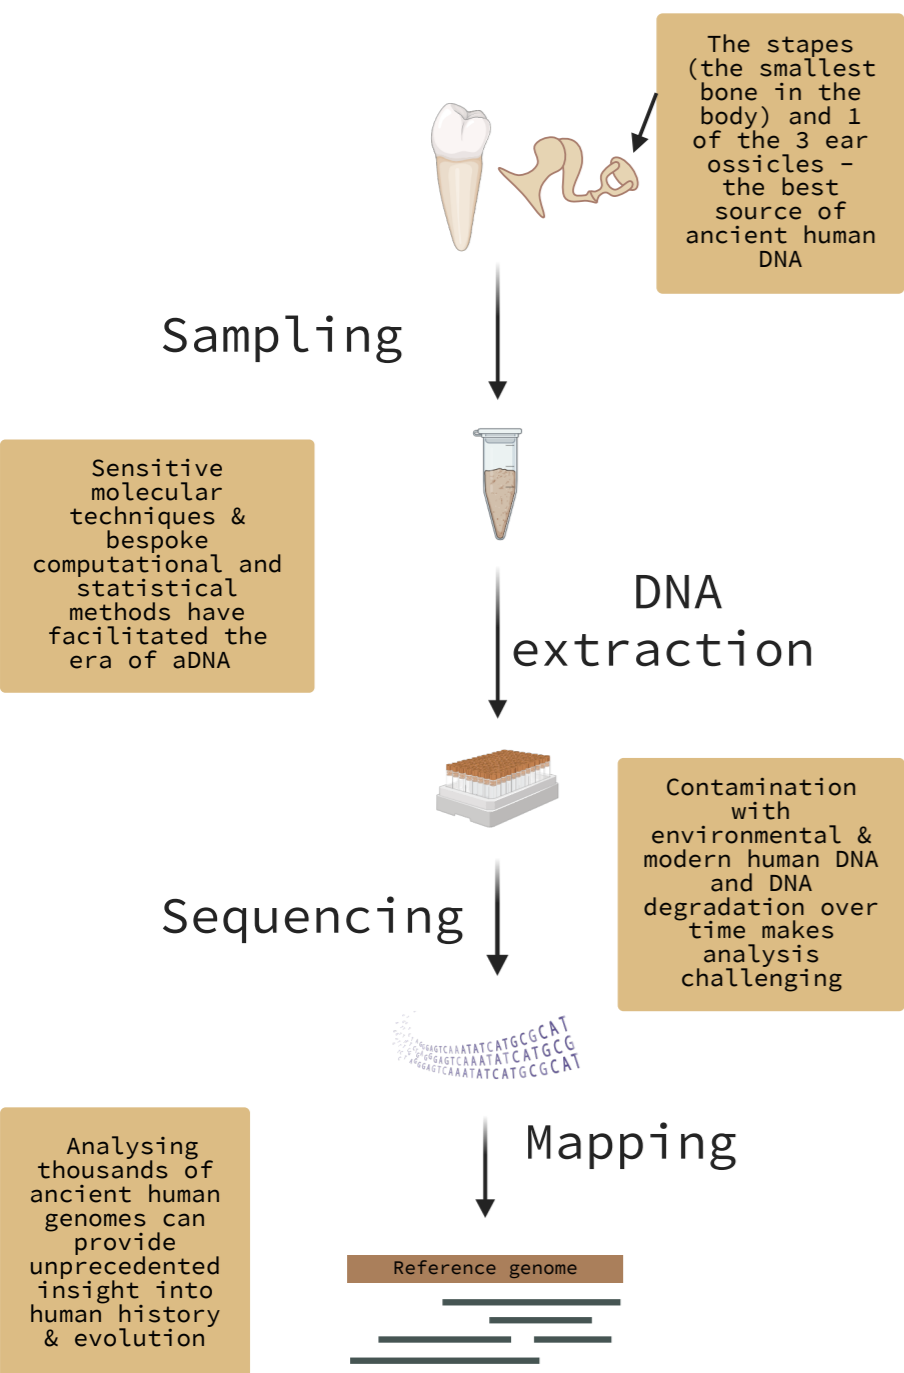 The stapes
(the smallest
bone in the
body) and 1
of the 3 ear
ossicles –
the best
source of
ancient human
DNA
Sampling
Sensitive
molecular
techniques &
bespoke
computational and
statistical
methods have
facilitated the
era of aDNA
DNA
extraction
Contamination
with
environmental &
modern human DNA
and DNA
degradation over
time makes
analysis
challenging
Sequencing
GGGAGTCAAATATCATGCGCAT
GGGAGTCAAATATCATGCG
GGGAGTCAAATATCATGCGCAT
Mapping
Analysing
thousands of
ancient human
genomes can
provide
unprecedented
insight into
human history
& evolution
Reference genome